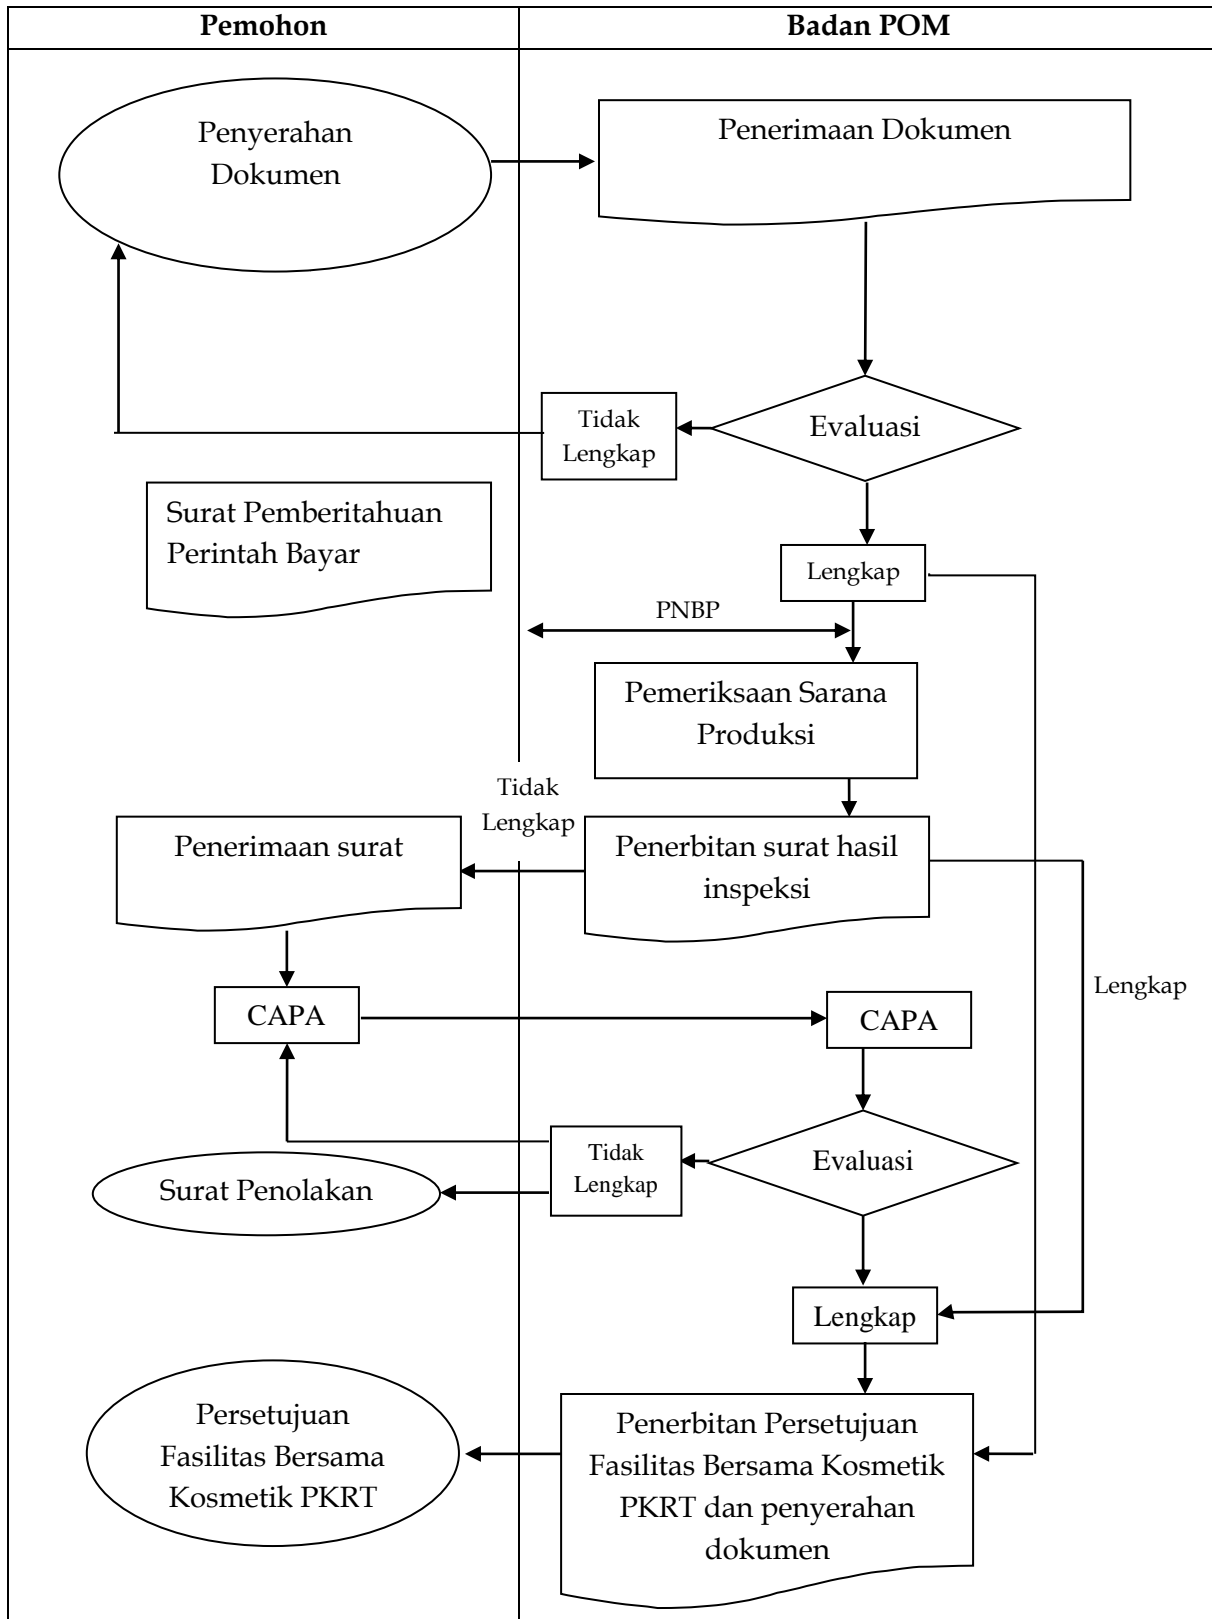 Pemohon
Badan POM
Penyerahan
Dokumen
Penerimaan Dokumen
Evaluasi
Tidak
Lengkap
Surat Pemberitahuan
Perintah Bayar
Lengkap
PNBP
Pemeriksaan Sarana
Produksi
Tidak
Lengkap
Penerimaan surat
Penerbitan surat hasil
inspeksi
Lengkap
CAPA
CAPA
Evaluasi
Tidak
Lengkap
Surat Penolakan
Lengkap
Persetujuan
Fasilitas Bersama
Kosmetik PKRT
Penerbitan Persetujuan
Fasilitas Bersama Kosmetik
PKRT dan penyerahan
dokumen